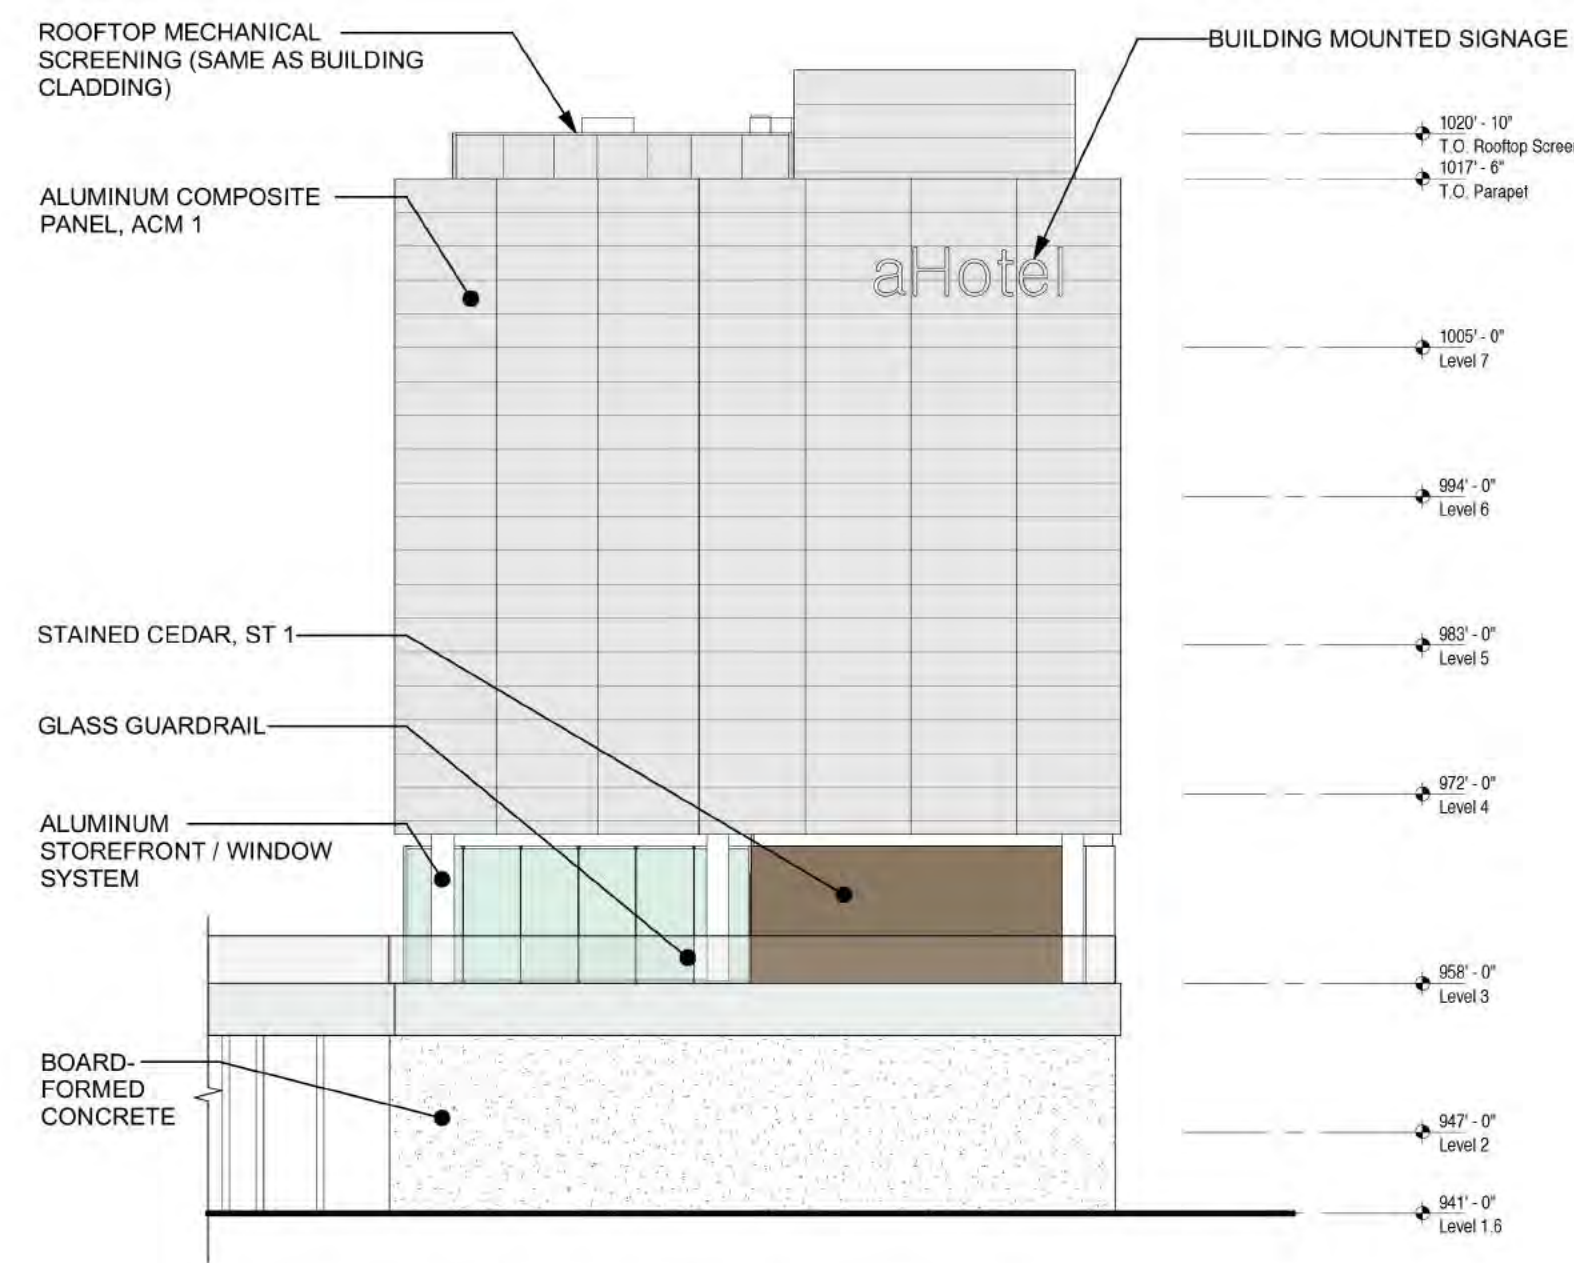 ROOFTOP MECHANICAL
SCREENING (SAME AS BUILDING
CLADDING)
BUILDING MOUNTED SIGNAGE
1020' - 10"
T.O. Rooftop Screen
1017' - 6"
T.O. Parapet
ALUMINUM COMPOSITE
PANEL, ACM 1
aHotel
1005' - 0"
Level 7
994' - 0"
Level 6
STAINED CEDAR, ST 1
983' - 0"
Level 5
GLASS GUARDRAIL
972' - 0"
Level 4
ALUMINUM
STOREFRONT / WINDOW
SYSTEM
958' - 0"
Level 3
BOARD-
FORMED
CONCRETE
947' - 0"
Level 2
941' - 0"
Level 1.6